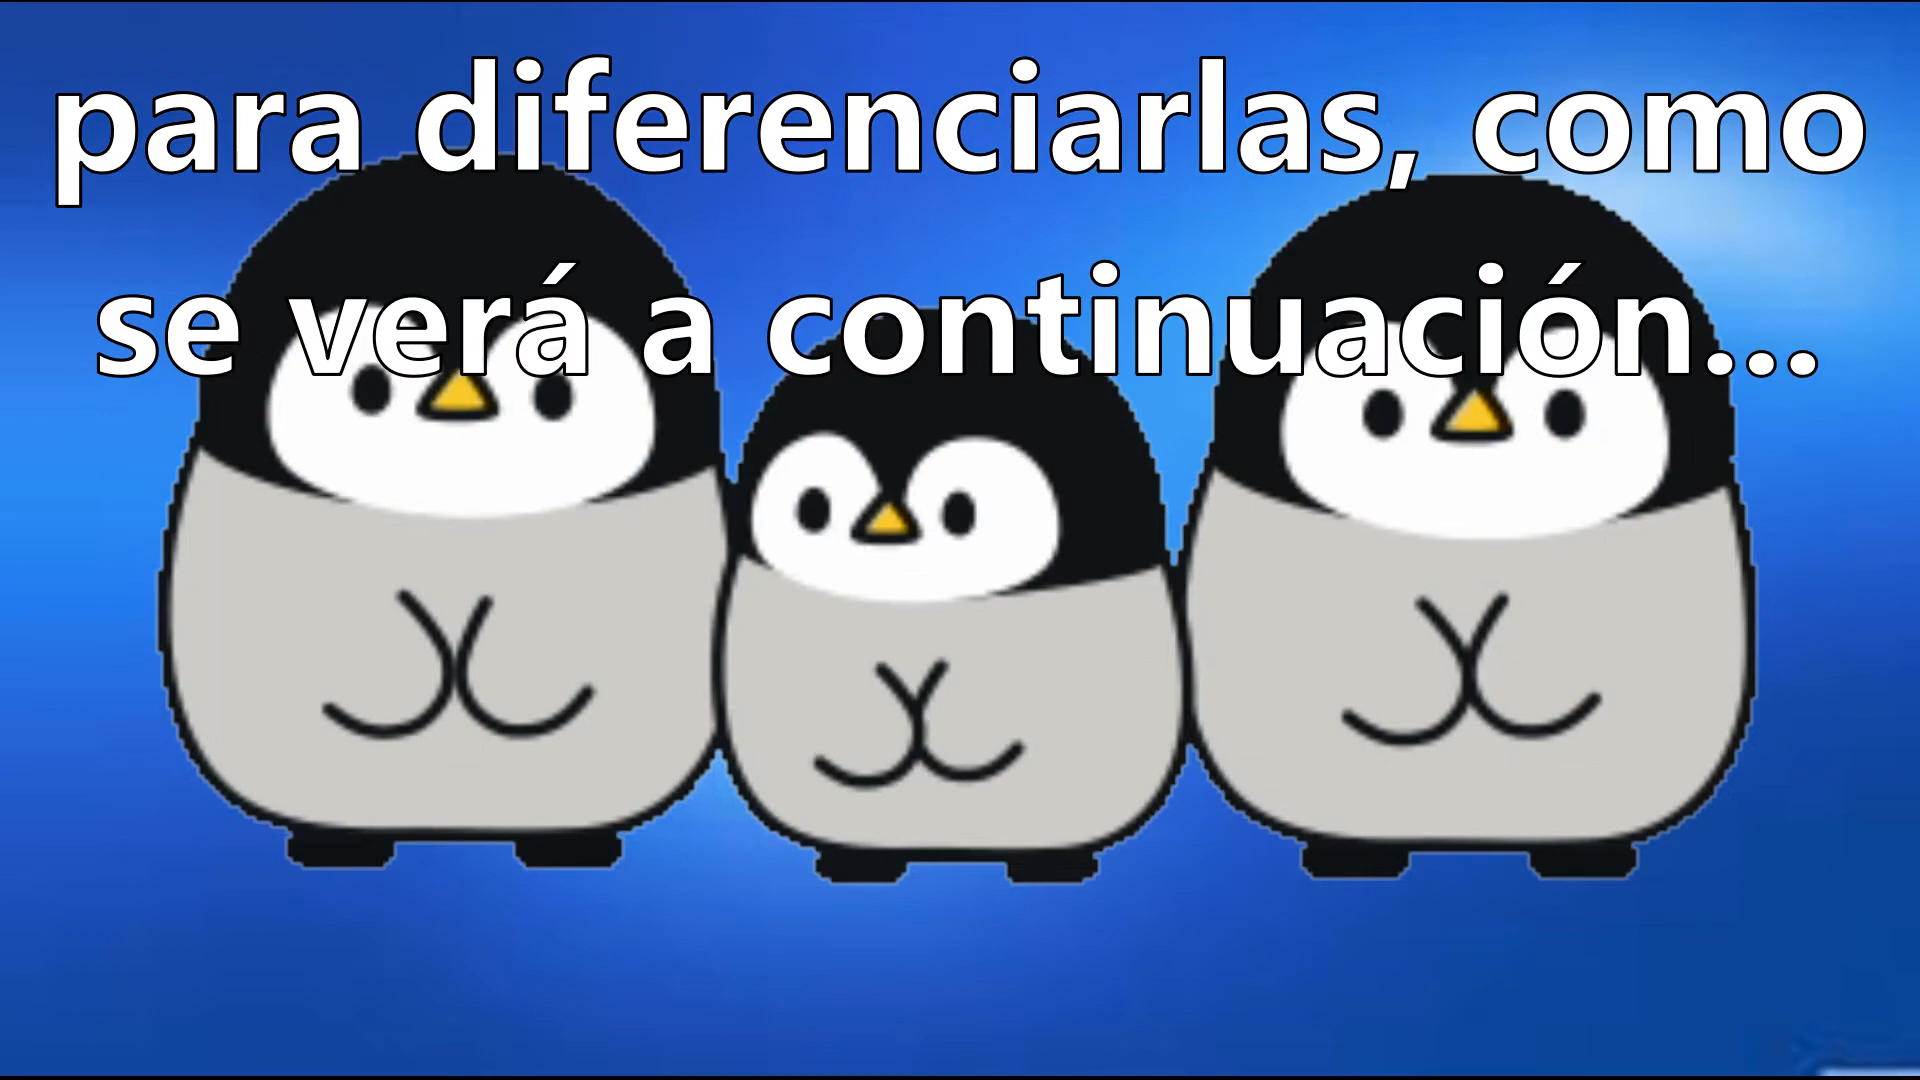 para diferenciarlas, como
se verá a continuación...